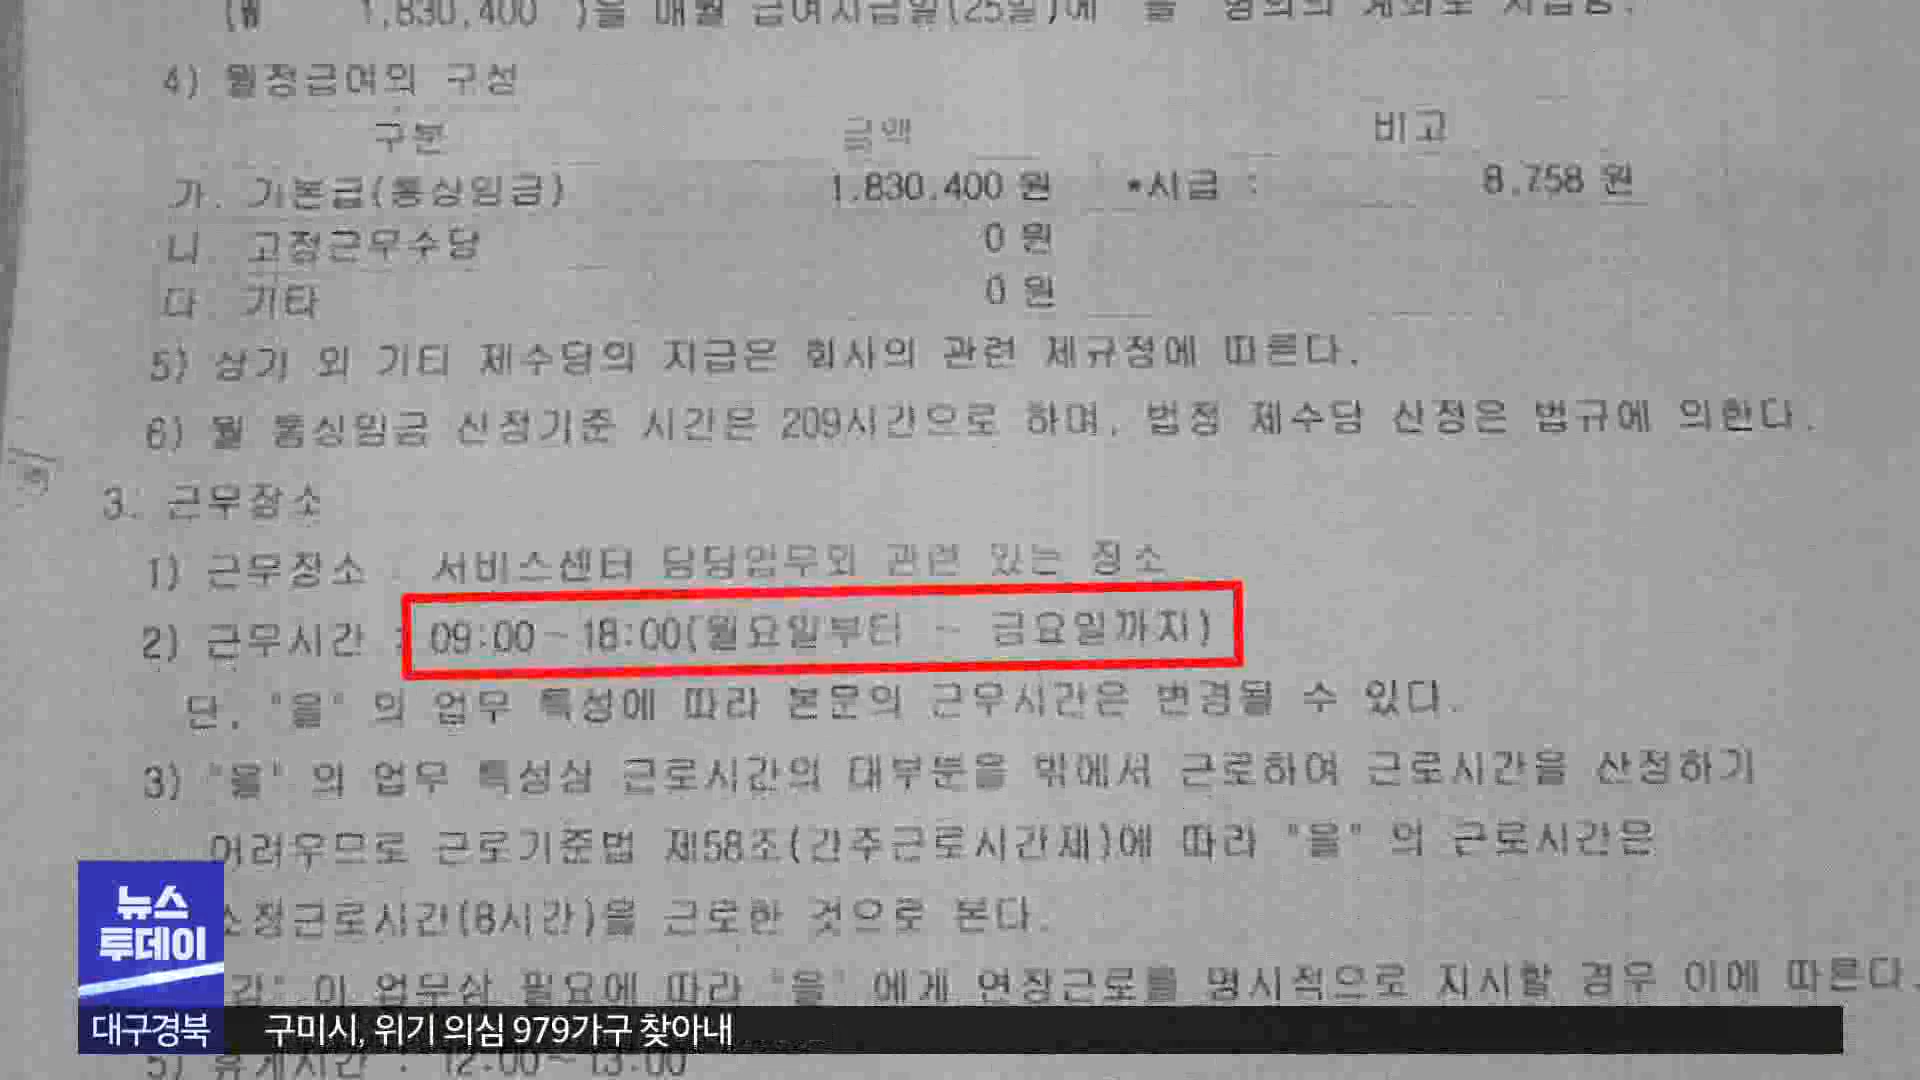 (₩ 1,830,400 )을 매월 급여지급일(25일)에 "을" 명의의 계좌로 지급함.
4) 월정급여의 구성
구분 금액 비고
가. 기본급(통상임금) 1,830,400 원 *시급 : 8,758 원
나 고정근무수당 0 원
다 기타 0 원
5) 상기 외 기타 제수당의 지급은 회사의 관련 제규정에 따른다.
6) 월 통상임금 산정기준 시간은 209시간으로 하며, 법정 제수당 산정은 법규에 의한다.
3. 근무장소
1) 근무장소 : 서비스센터 담당업무와 관련 있는 장소
2) 근무시간 : 09:00~18:00(월요일부터 ~ 금요일까지)
단, "을" 의 업무 특성에 따라 본문의 근무시간은 변경될 수 있다.
3) "을" 의 업무 특성상 근로시간의 대부분을 밖에서 근로하여 근로시간을 산정하기
어려우므로 근로기준법 제58조(간주근로시간제)에 따라 "을" 의 근로시간은
소정근로시간(8시간)을 근로한 것으로 본다.
"갑" 이 업무상 필요에 따라 "을" 에게 연장근로를 명시적으로 지시할 경우 이에 따른다.
5) 휴게시간 : 12:00~13:00
뉴스
투데이
대구경북 구미시, 위기 의심 979가구 찾아내